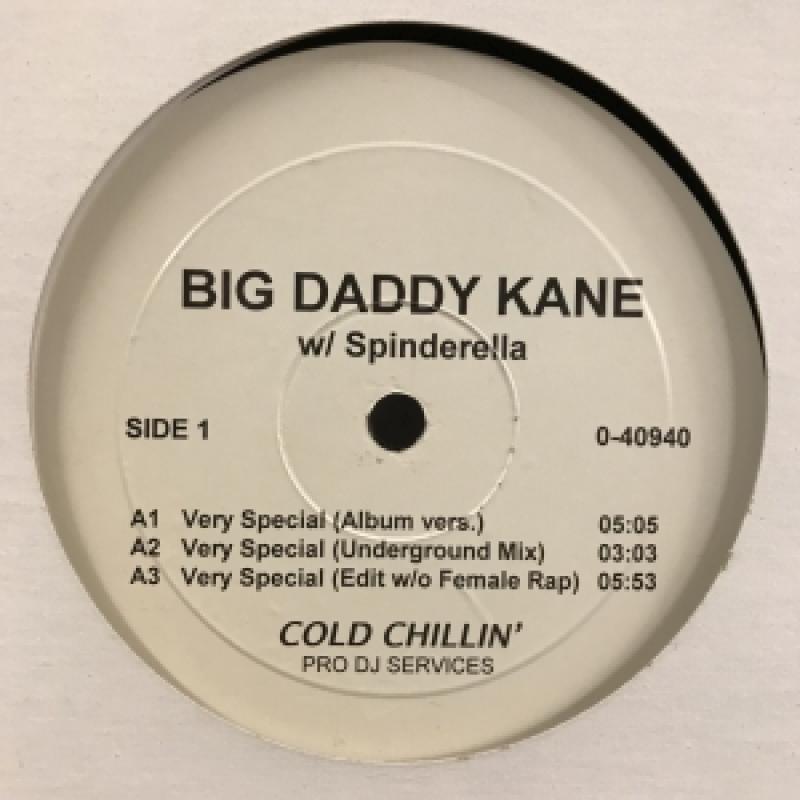 BIG DADDY KANE
w/ Spinderella
SIDE 1 0-40940
A1 Very Special (Album vers.) 05:05
A2 Very Special (Underground Mix) 03:03
A3 Very Special (Edit w/o Female Rap) 05:53
COLD CHILLIN'
PRO DJ SERVICES